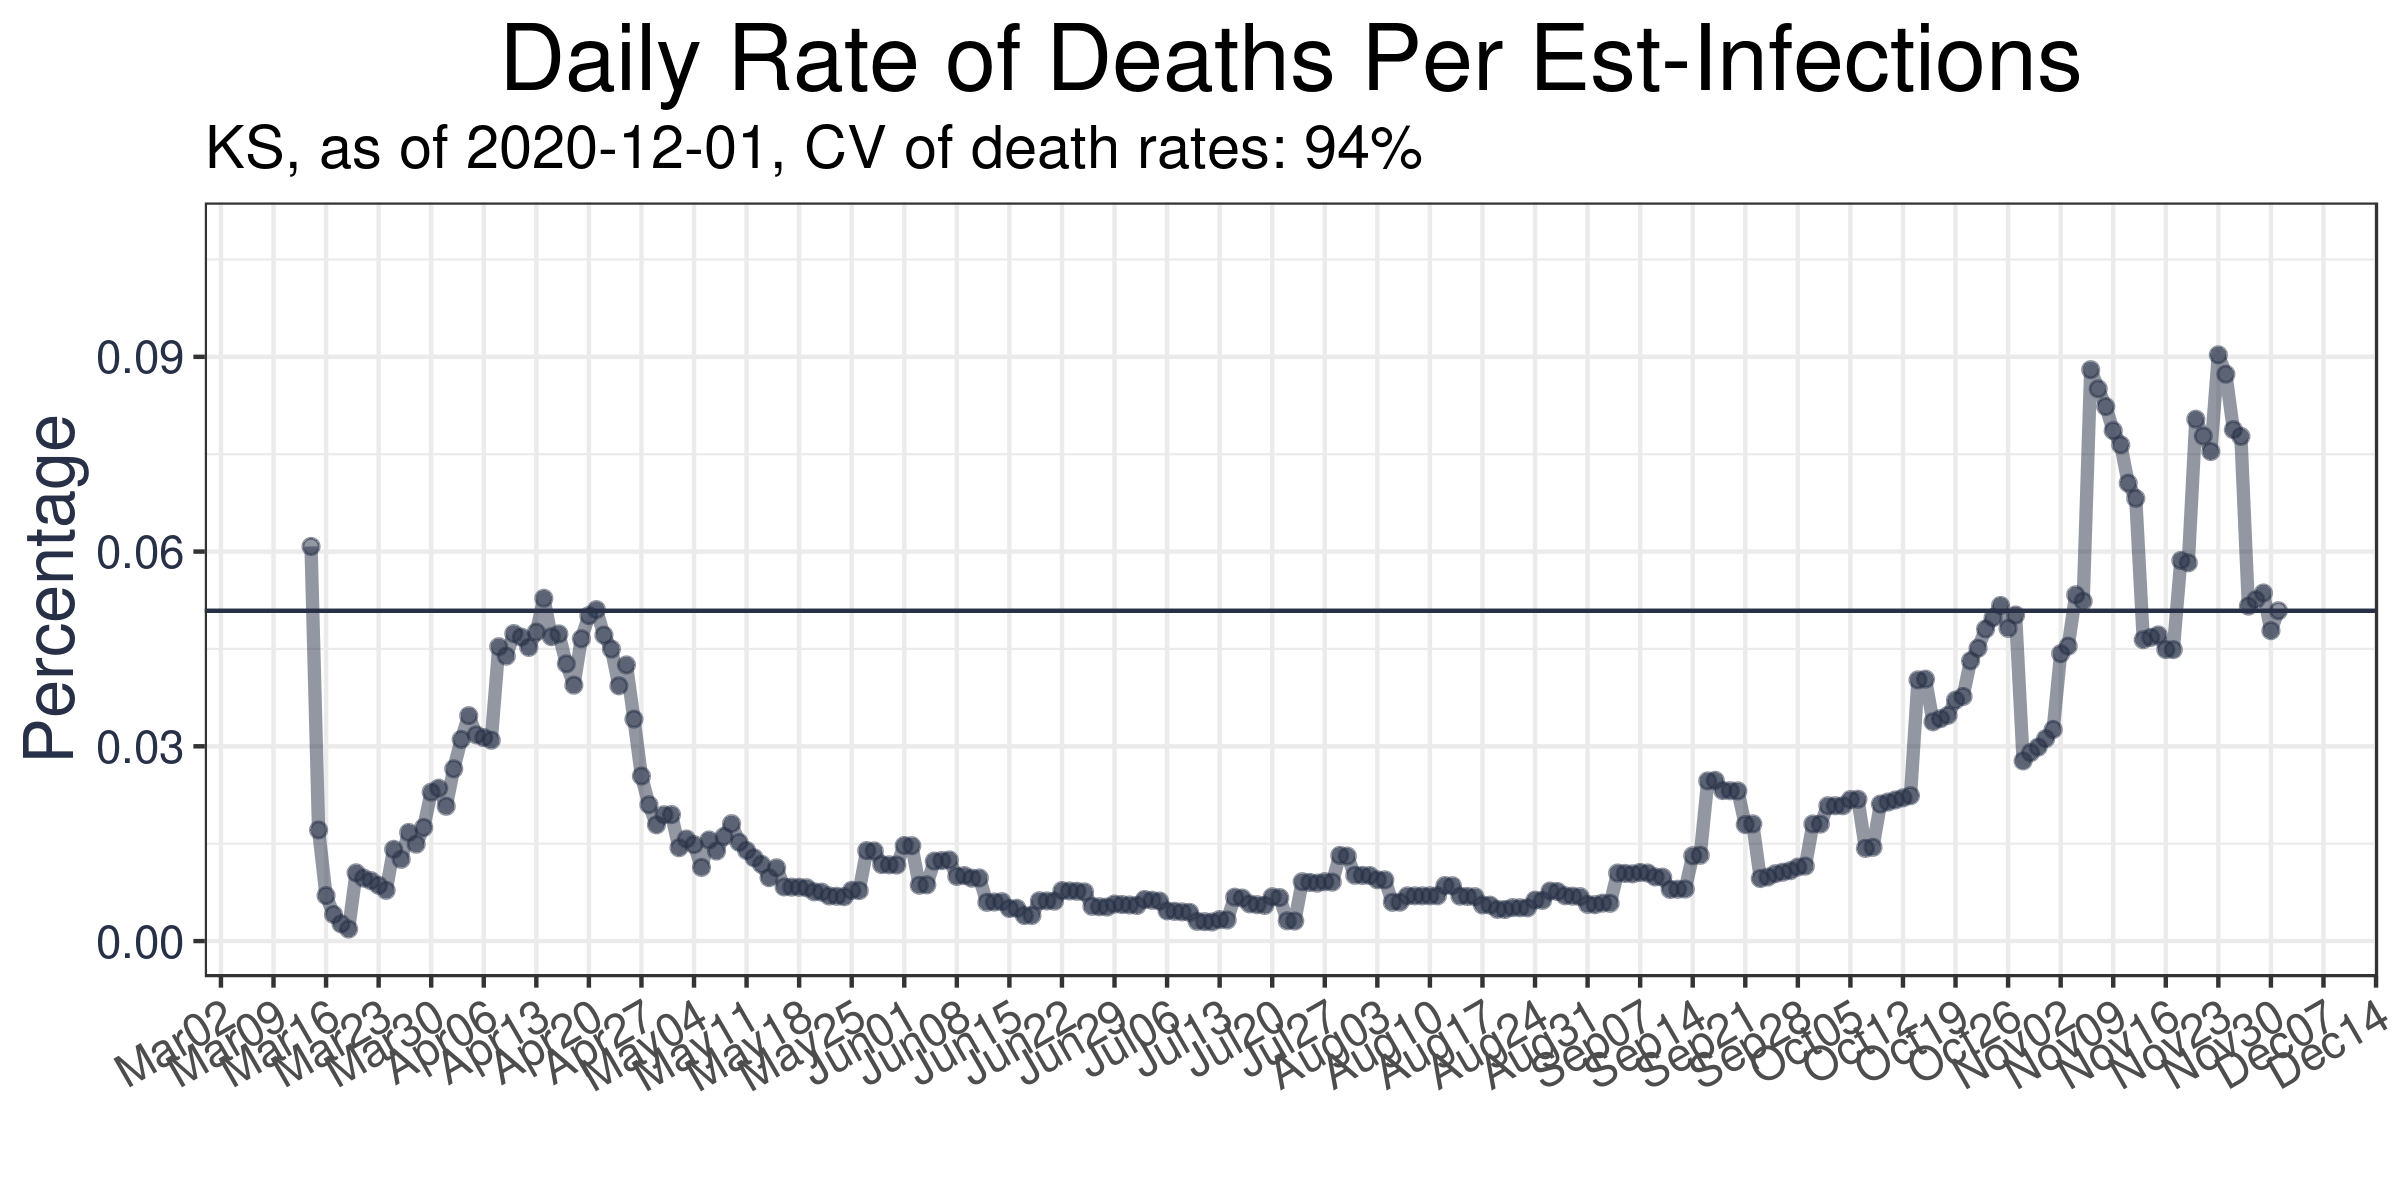 Daily Rate of Deaths Per Est-Infections
KS, as of 2020-12-01, CV of death rates: 94%
Percentage
0.09
0.06
0.03
0.00
Mar02 Mar09 Mar16 Mar23 Mar30 Apr06 Apr13 Apr20 Apr27 May04 May11 May18 May25 Jun01 Jun08 Jun15 Jun22 Jun29 Jul06 Jul13 Jul20 Jul27 Aug03 Aug10 Aug17 Aug24 Aug31 Sep07 Sep14 Sep21 Sep28 Oct05 Oct12 Oct19 Oct26 Nov02 Nov09 Nov16 Nov23 Nov30 Dec07 Dec14